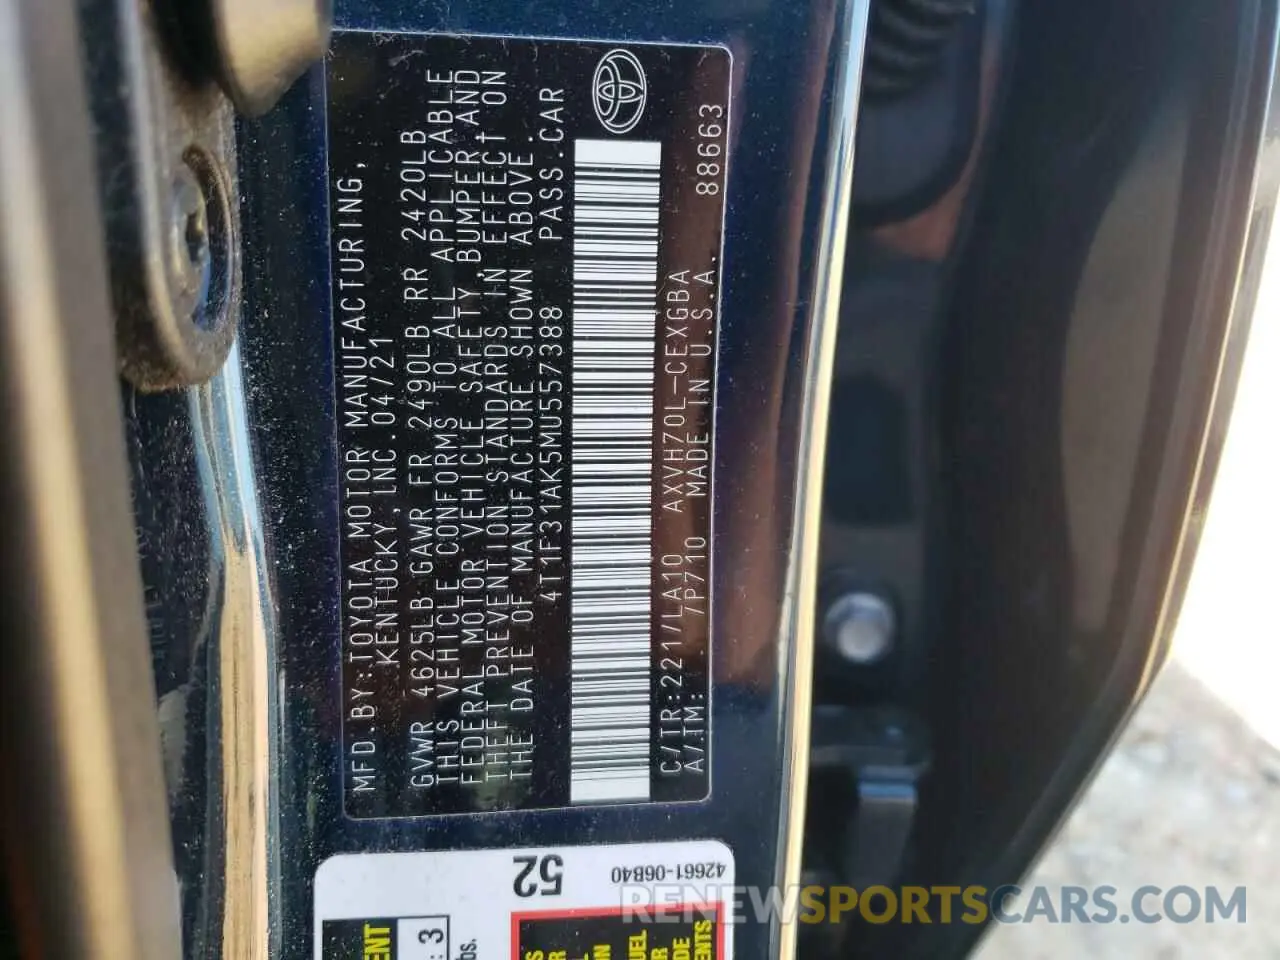 MFD.BY:TOYOTA MOTOR MANUFACTURING,
KENTUCKY,INC.04/21
GVWR 4625LB GAWR FR 2490LB RR 2420LB
THIS VEHICLE CONFORMS TO ALL APPLICABLE
FEDERAL MOTOR VEHICLE SAFETY,BUMPER,AND
THEFT PREVENTION STANDARDS IN EFFECT ON
THE DATE OF MANUFACTURE SHOWN ABOVE.
4T1F31AK5MU557388 PASS.CAR
C/TR:221/LA10 AXVH70L-CEXGBA
A/TM: 7P710 MADE IN U.S.A. 88663
52
42661-06B40
3
RENEWSPORTSCARS.COM